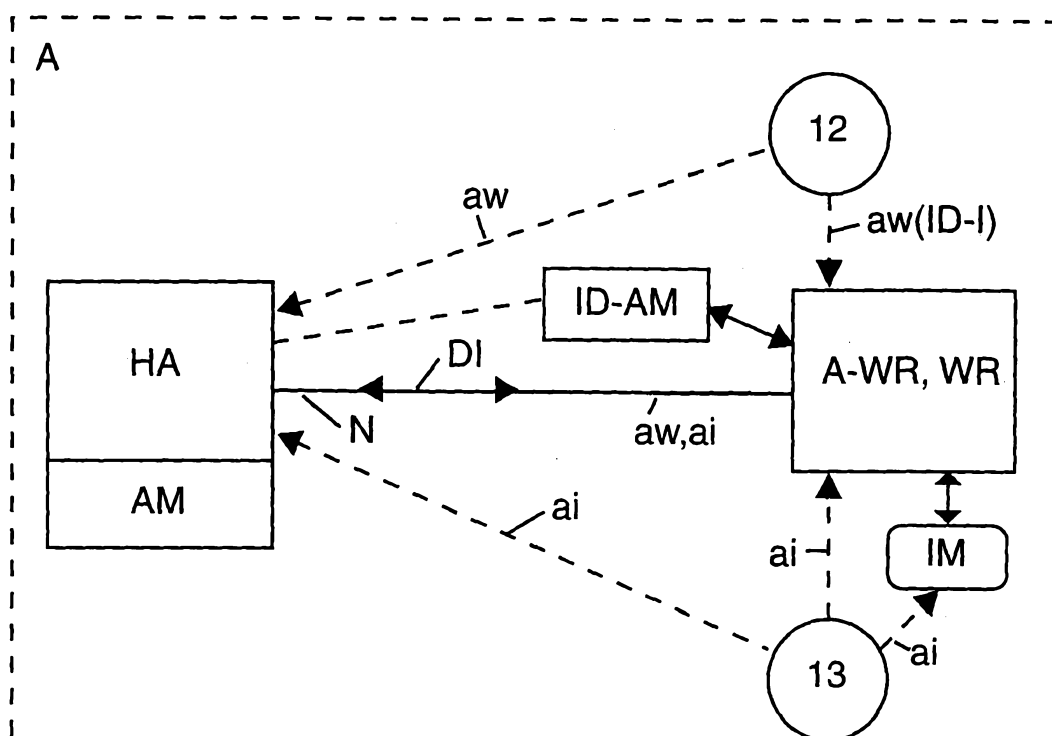 A
12
aw
aw(ID-I)
ID-AM
HA
DI
A-WR, WR
N
aw,ai
AM
ai
ai
IM
ai
13